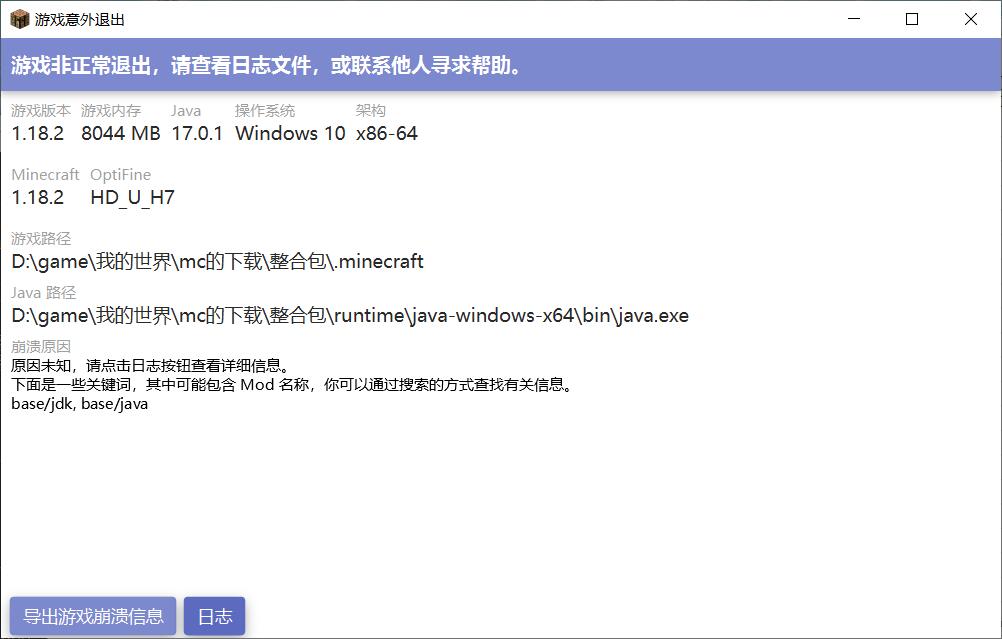 游戏意外退出
游戏非正常退出，请查看日志文件，或联系他人寻求帮助。
游戏版本 游戏内存 Java 操作系统 架构
1.18.2 8044 MB 17.0.1 Windows 10 x86-64
Minecraft OptiFine
1.18.2 HD_U_H7
游戏路径
D:\game\我的世界\mc的下载\整合包\.minecraft
Java 路径
D:\game\我的世界\mc的下载\整合包\runtime\java-windows-x64\bin\java.exe
崩溃原因
原因未知，请点击日志按钮查看详细信息。
下面是一些关键词，其中可能包含 Mod 名称，你可以通过搜索的方式查找有关信息。
base/jdk, base/java
导出游戏崩溃信息 日志